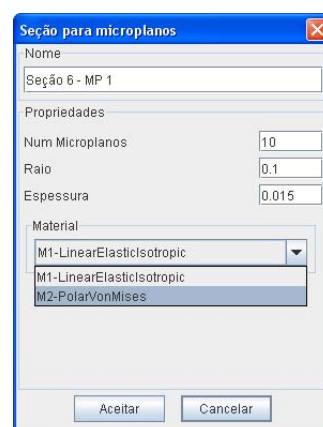 Seção para microplanos
Nome
Seção 6 - MP 1
Propriedades
Num Microplanos 10
Raio 0.1
Espessura 0.015
Material
M1-LinearElasticIsotropic
M1-LinearElasticIsotropic
M2-PolarVonMises
Aceitar Cancelar